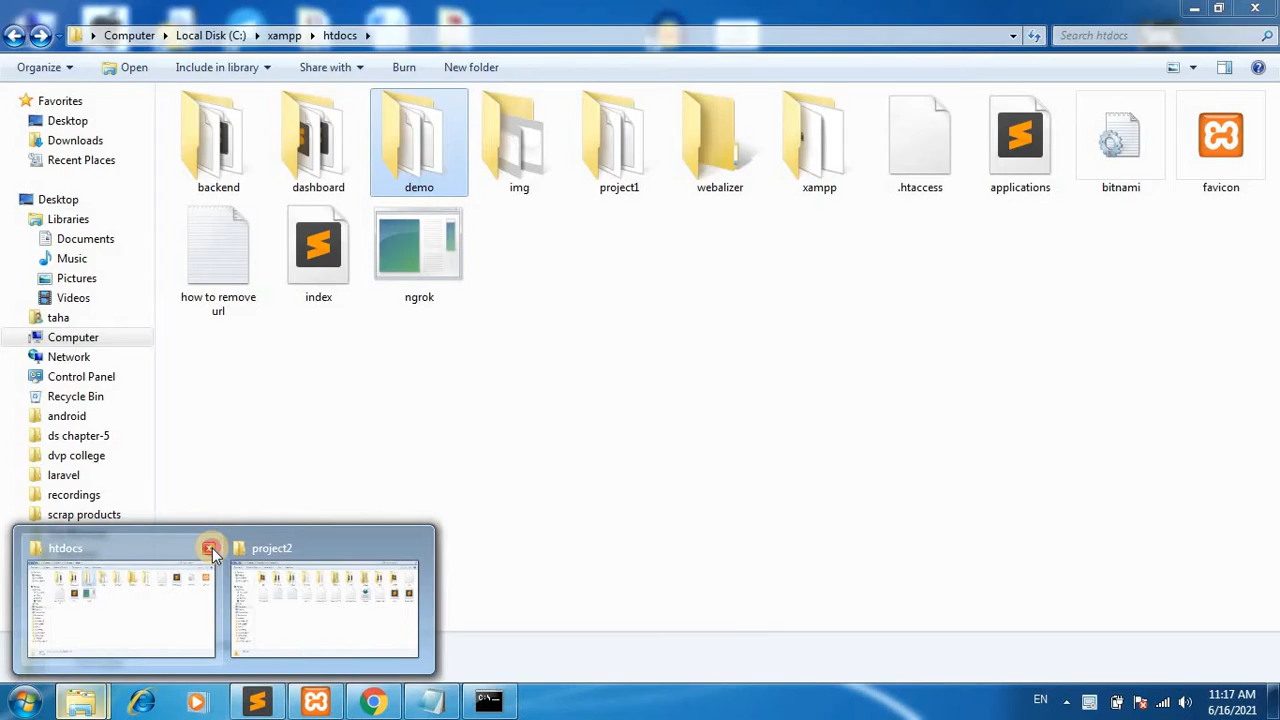 Computer
Local Disk (C:)
xampp
htdocs
Search htdocs
Organize
Open
Include in library
Share with
Burn
New folder
Favorites
Desktop
Downloads
Recent Places
Desktop
Libraries
Documents
Music
Pictures
Videos
taha
Computer
Network
Control Panel
Recycle Bin
android
ds chapter-5
dvp college
laravel
recordings
scrap products
backend
dashboard
demo
img
project1
webalizer
xampp
.htaccess
applications
bitnami
favicon
how to remove
url
index
ngrok
htdocs
project2
EN
11:17 AM
6/16/2021